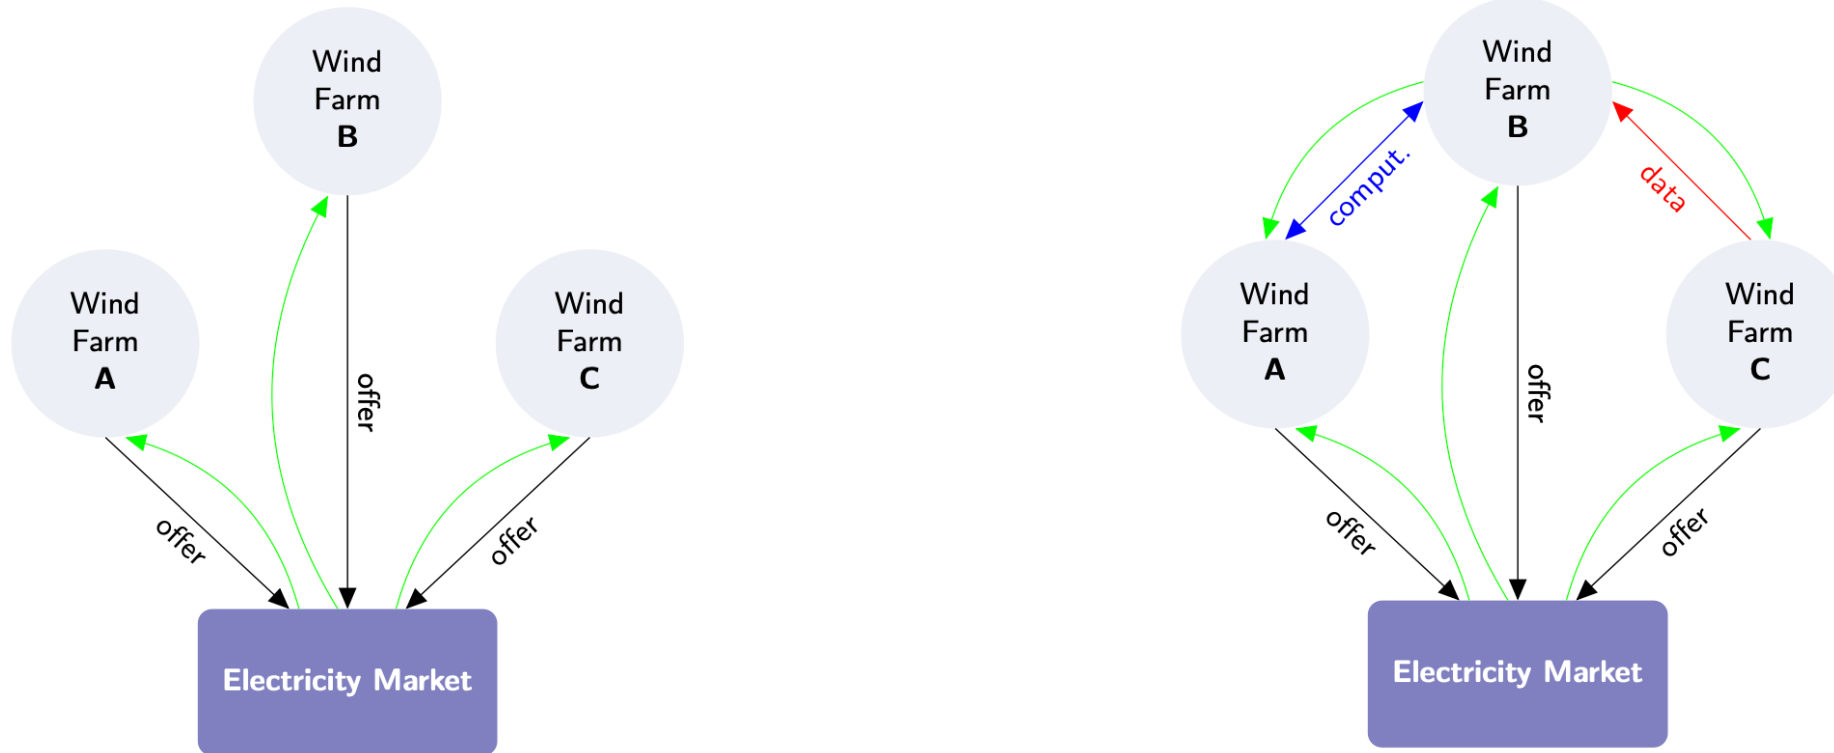 Wind
Farm
B
Wind
Farm
A
Wind
Farm
C
offer
offer
offer
Electricity Market
Wind
Farm
B
comput.
data
Wind
Farm
A
Wind
Farm
C
offer
offer
offer
Electricity Market